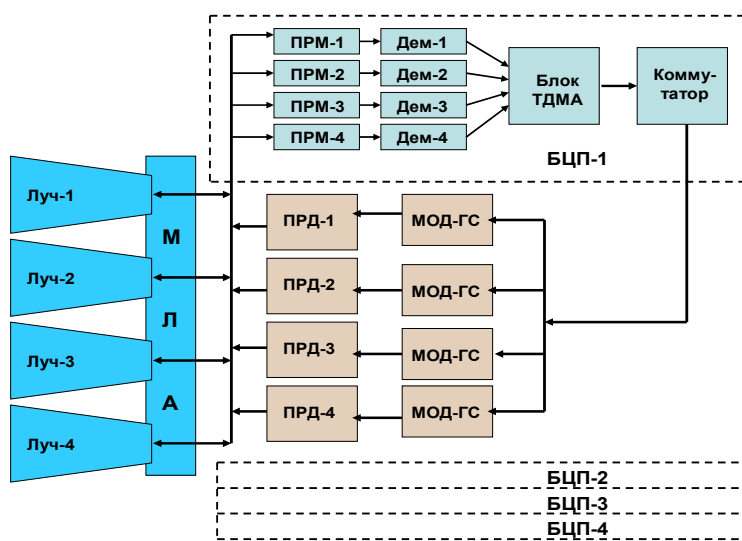 ПРМ-1
Дем-1
ПРМ-2
Дем-2
ПРМ-3
Дем-3
ПРМ-4
Дем-4
Блок
ТДМА
Комму-
татор
БЦП-1
Луч-1
Луч-2
Луч-3
Луч-4
М
Л
А
ПРД-1
МОД-ГС
ПРД-2
МОД-ГС
ПРД-3
МОД-ГС
ПРД-4
МОД-ГС
БЦП-2
БЦП-3
БЦП-4